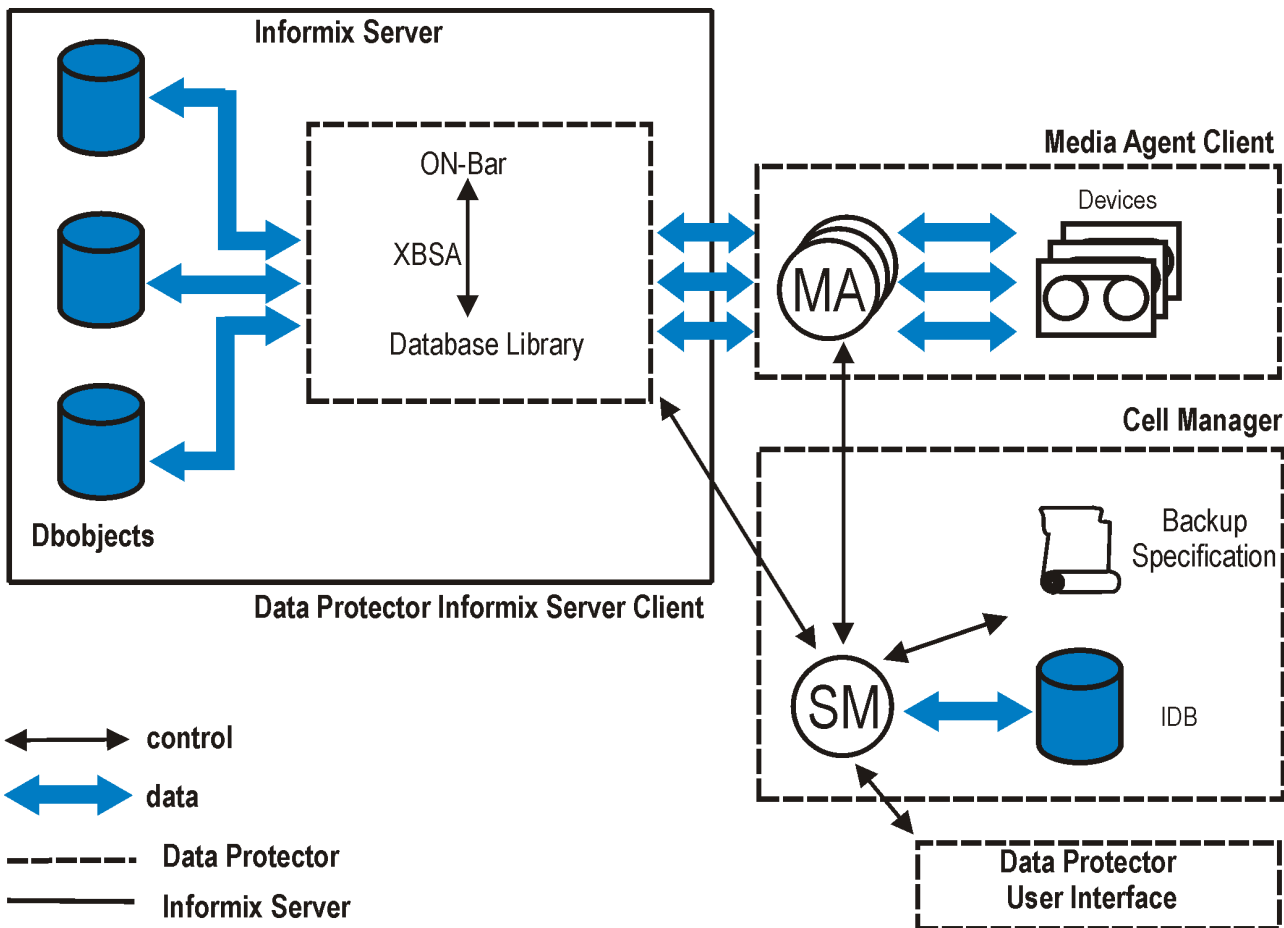 Informix Server
ON-Bar
XBSA
Database Library
Dbobjects
Data Protector Informix Server Client
Media Agent Client
Devices
MA
Cell Manager
Backup
Specification
SM
IDB
control
data
Data Protector
Informix Server
Data Protector
User Interface